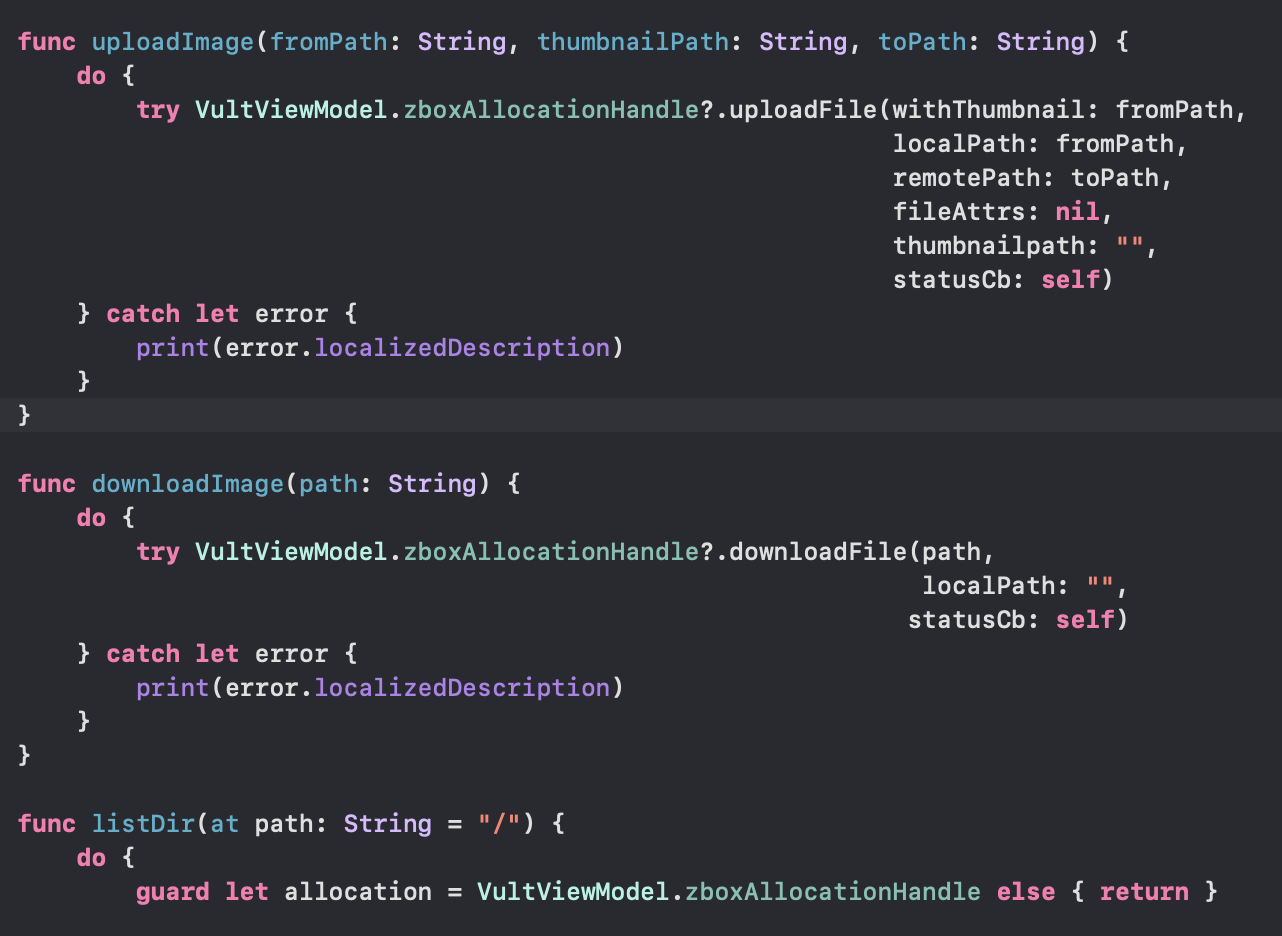 func uploadImage(fromPath: String, thumbnailPath: String, toPath: String) {
    do {
        try VultViewModel.zboxAllocationHandle?.uploadFile(withThumbnail: fromPath,
                                                           localPath: fromPath,
                                                           remotePath: toPath,
                                                           fileAttrs: nil,
                                                           thumbnailpath: "",
                                                           statusCb: self)
    } catch let error {
        print(error.localizedDescription)
    }
}

func downloadImage(path: String) {
    do {
        try VultViewModel.zboxAllocationHandle?.downloadFile(path,
                                                             localPath: "",
                                                            statusCb: self)
    } catch let error {
        print(error.localizedDescription)
    }
}

func listDir(at path: String = "/") {
    do {
        guard let allocation = VultViewModel.zboxAllocationHandle else { return }